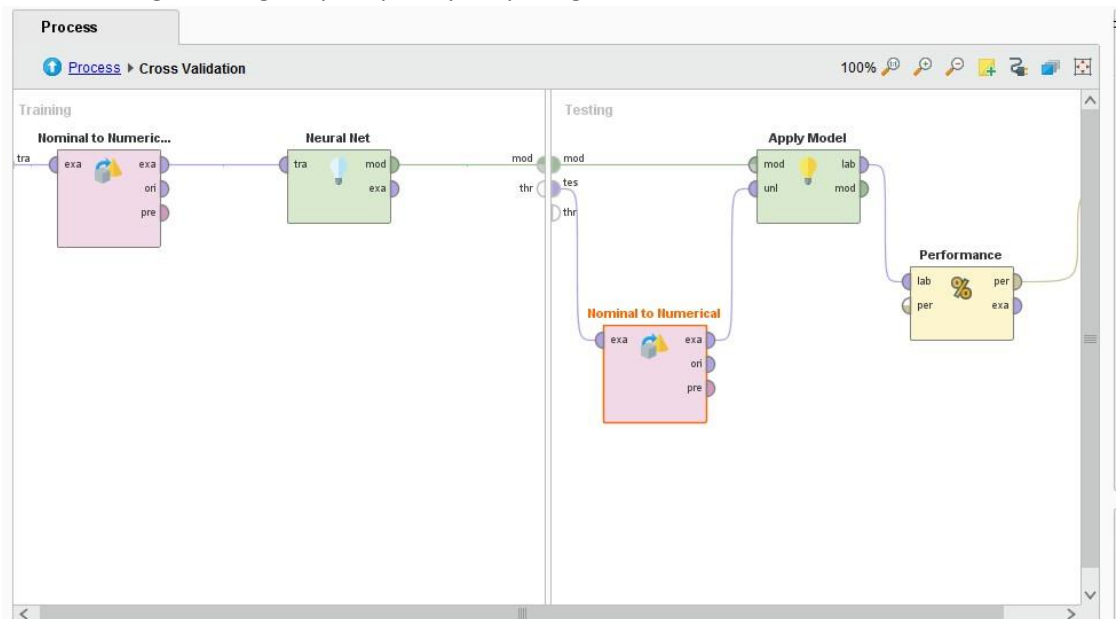 Process
Process ▸ Cross Validation
100%
Training
Nominal to Numeric...
tra
exa
exa
ori
pre
Neural Net
tra
mod
exa
mod
thr
Testing
mod
tes
thr
Nominal to Numerical
exa
exa
ori
pre
Apply Model
mod
lab
unl
mod
Performance
lab
%
per
per
exa